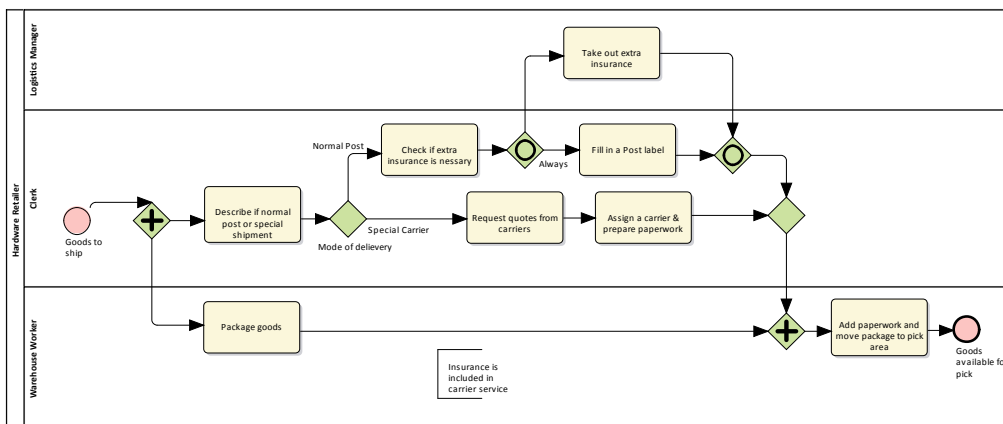 Hardware Retailer
Logistics Manager
Take out extra
insurance
Clerk
Goods to
ship
Describe if normal
post or special
shipment
Normal Post
Special Carrier
Mode of delievery
Check if extra
insurance is nessary
Always
Fill in a Post label
Request quotes from
carriers
Assign a carrier &
prepare paperwork
Warehouse Worker
Package goods
Insurance is
included in
carrier service
Add paperwork and
move package to pick
area
Goods
available fo
pick